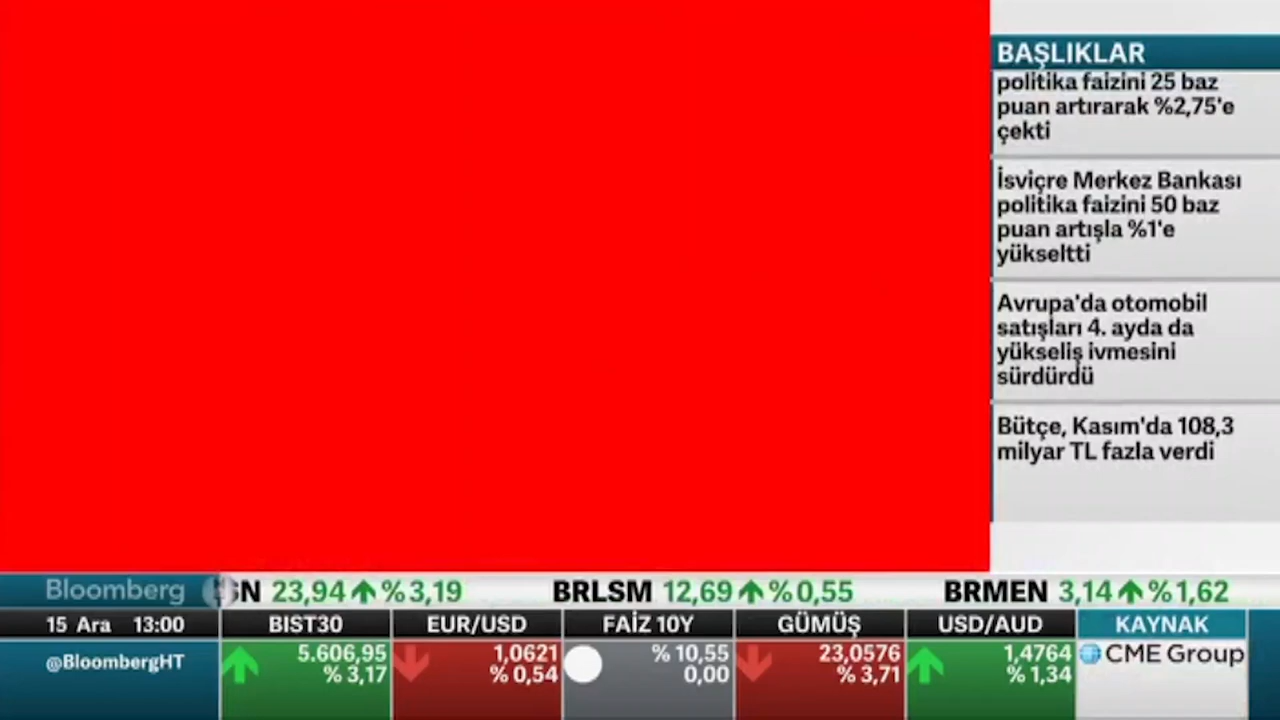 BAŞLIKLAR
politika faizini 25 baz
puan artırarak %2,75'e
çekti
İsviçre Merkez Bankası
politika faizini 50 baz
puan artışla %1'e
yükseltti
Avrupa'da otomobil
satışları 4. ayda da
yükseliş ivmesini
sürdürdü
Bütçe, Kasım'da 108,3
milyar TL fazla verdi
Bloomberg SN 23,94 %3,19 BRLSM 12,69 %0,55 BRMEN 3,14 %1,62
15 Ara 13:00 BIST30 EUR/USD FAİZ 10Y GÜMÜŞ USD/AUD KAYNAK
@BloombergHT 5.606,95 1,0621 % 10,55 23,0576 1,4764 CME Group
% 3,17 % 0,54 0,00 % 3,71 % 1,34